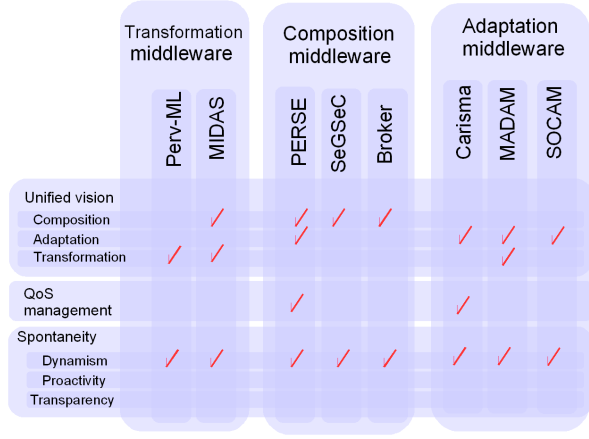 Transformation
middleware
Composition
middleware
Adaptation
middleware
Perv-ML
MIDAS
PERSE
SeGSeC
Broker
Carisma
MADAM
SOCAM
Unified vision
Composition
Adaptation
Transformation
QoS
management
Spontaneity
Dynamism
Proactivity
Transparency